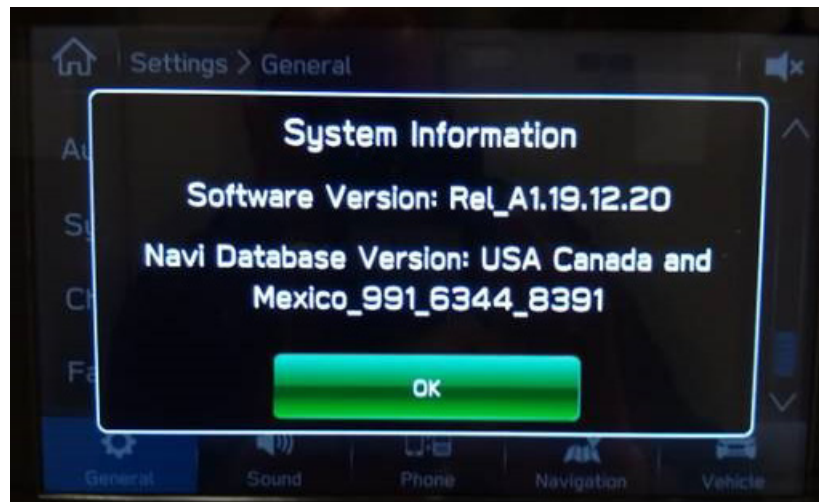 Settings > General
System Information
Software Version: Rel_A1.19.12.20
Navi Database Version: USA Canada and
Mexico_991_6344_8391
OK
General Sound Phone Navigation Vehicle